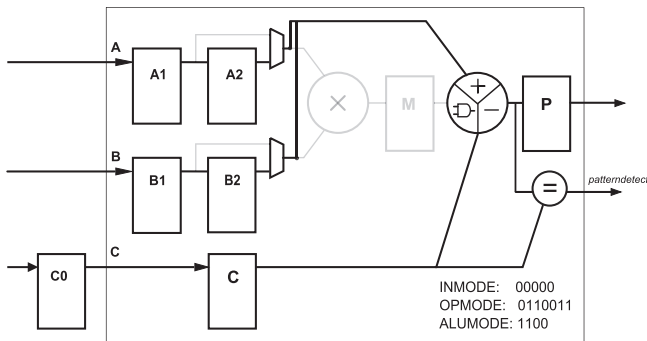 A
A1
A2
×
M
+
−
P
B
B1
B2
=
patterndetect
C
C0
C
INMODE: 00000
OPMODE: 0110011
ALUMODE: 1100